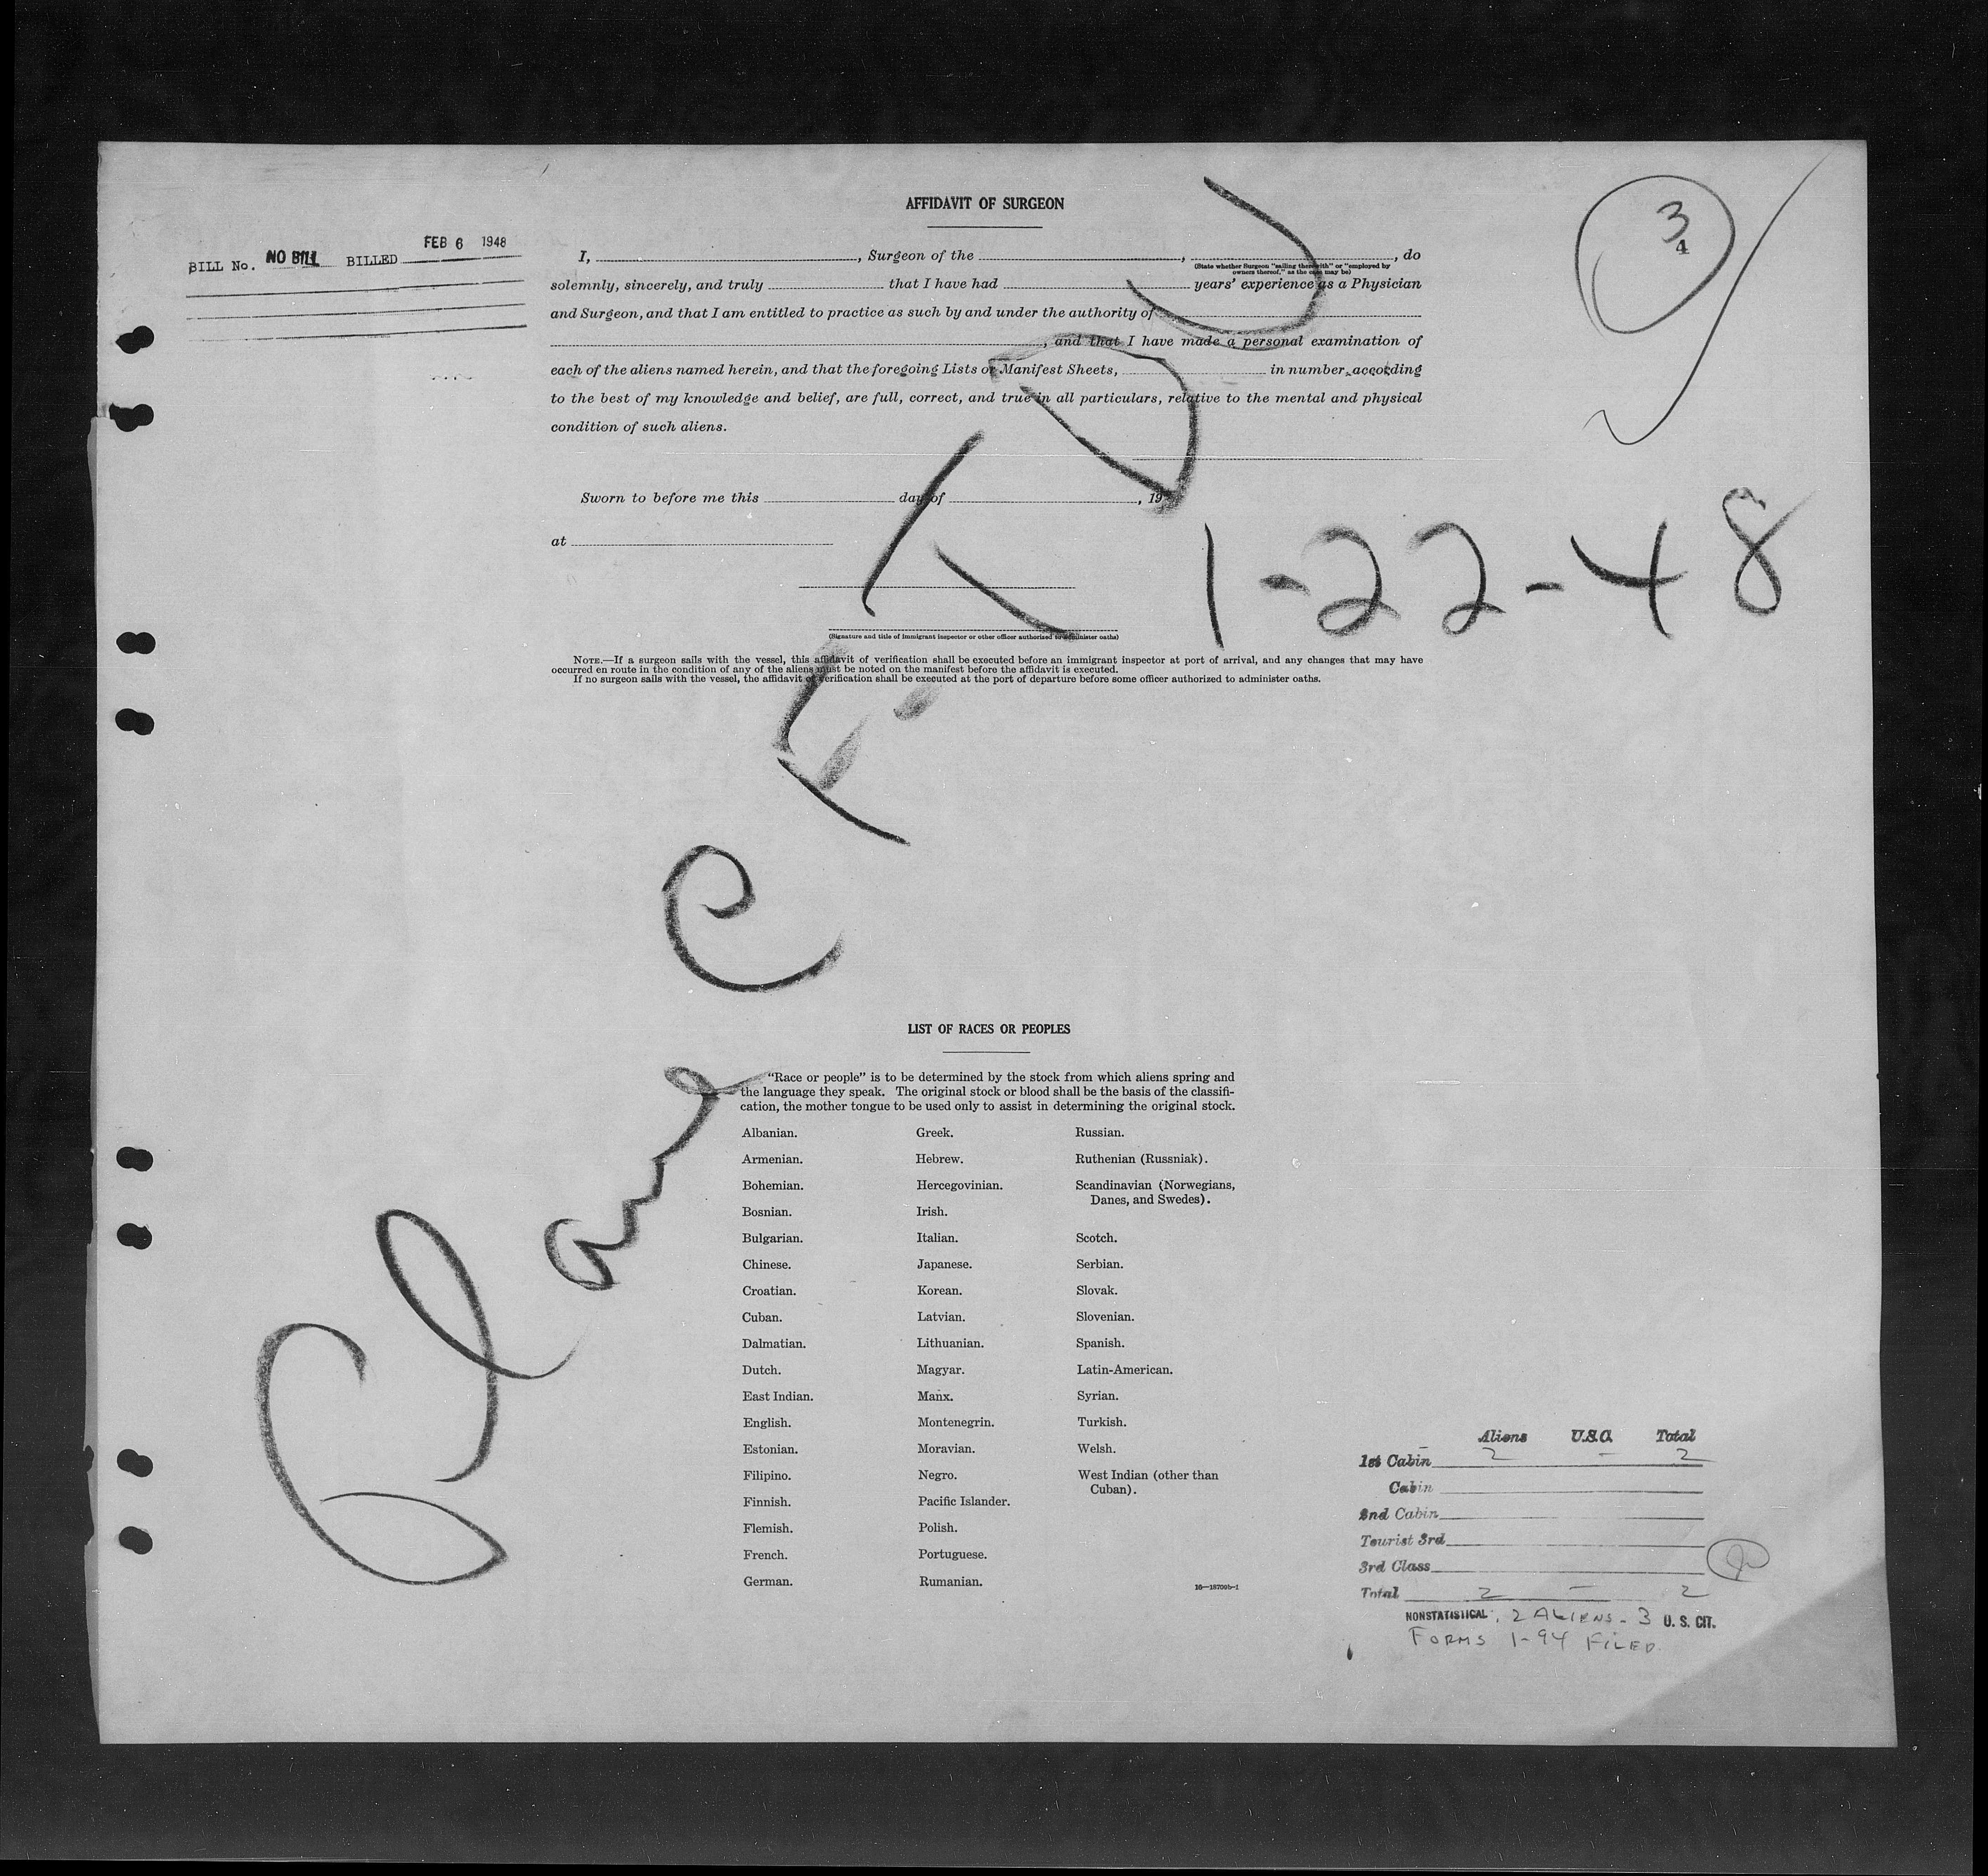 AFFIDAVIT OF SURGEON
3
4
BILL No. NO BILL BILLED FEB 6 1948
I, , Surgeon of the , , do
(State whether Surgeon "sailing therewith" or "employed by
owners thereof," as the case may be)
solemnly, sincerely, and truly that I have had years' experience as a Physician
and Surgeon, and that I am entitled to practice as such by and under the authority of
, and that I have made a personal examination of
each of the aliens named herein, and that the foregoing Lists or Manifest Sheets, in number, according
to the best of my knowledge and belief, are full, correct, and true in all particulars, relative to the mental and physical
condition of such aliens.
Sworn to before me this day of , 19
at
(Signature and title of immigrant inspector or other officer authorized to administer oaths)
Plane CF-TDJ 1-22-48
NOTE.—If a surgeon sails with the vessel, this affidavit of verification shall be executed before an immigrant inspector at port of arrival, and any changes that may have
occurred en route in the condition of any of the aliens must be noted on the manifest before the affidavit is executed.
If no surgeon sails with the vessel, the affidavit of verification shall be executed at the port of departure before some officer authorized to administer oaths.
LIST OF RACES OR PEOPLES
"Race or people" is to be determined by the stock from which aliens spring and
the language they speak. The original stock or blood shall be the basis of the classifi-
cation, the mother tongue to be used only to assist in determining the original stock.
Albanian.
Armenian.
Bohemian.
Bosnian.
Bulgarian.
Chinese.
Croatian.
Cuban.
Dalmatian.
Dutch.
East Indian.
English.
Estonian.
Filipino.
Finnish.
Flemish.
French.
German.
Greek.
Hebrew.
Hercegovinian.
Irish.
Italian.
Japanese.
Korean.
Latvian.
Lithuanian.
Magyar.
Manx.
Montenegrin.
Moravian.
Negro.
Pacific Islander.
Polish.
Portuguese.
Rumanian.
Russian.
Ruthenian (Russniak).
Scandinavian (Norwegians,
Danes, and Swedes).
Scotch.
Serbian.
Slovak.
Slovenian.
Spanish.
Latin-American.
Syrian.
Turkish.
Welsh.
West Indian (other than
Cuban).
16—18700b-1
Aliens U.S.C. Total
1st Cabin 2 – 2
Cabin
2nd Cabin
Tourist 3rd
3rd Class
Total 2 – 2
NONSTATISTICAL, 2 ALIENS - 3 U. S. CIT.
FORMS 1-94 FILED.